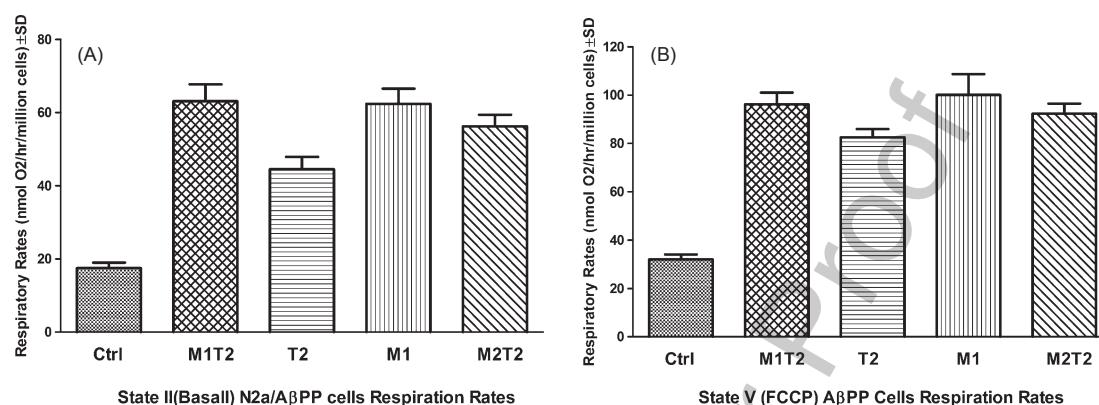 Respiratory Rates (nmol O2/hr/million cells)±SD
(A)
80
60
40
20
0
Ctrl M1T2 T2 M1 M2T2
State II(Basall) N2a/AβPP cells Respiration Rates
Respiratory Rates (nmol O2/hr/million cells)±SD
(B)
120
100
80
60
40
20
0
Ctrl M1T2 T2 M1 M2T2
State V (FCCP) AβPP Cells Respiration Rates
Proof